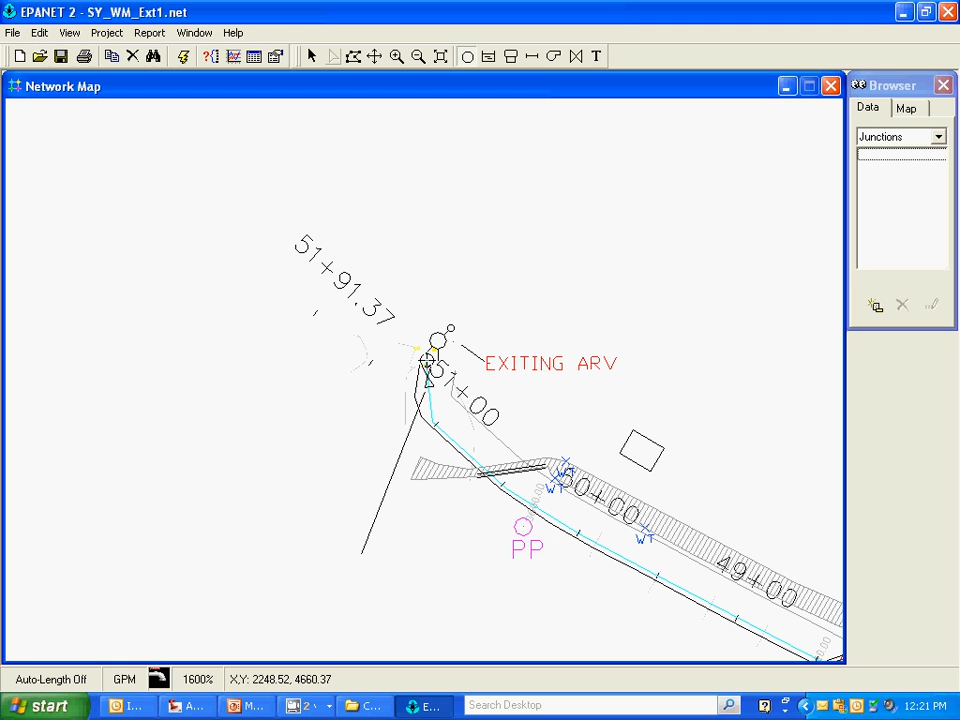 EPANET 2 - SY_WM_Ext1.net
File Edit View Project Report Window Help
T
Network Map
Browser
Data Map
Junctions
51+91.37
EXITING ARV
51+00
50+00
WT
WT
WT
PP
49+00
Auto-Length Off GPM 1600% X,Y: 2248.52, 4660.37
start I... A... M... 2 C... E... Search Desktop 12:21 PM